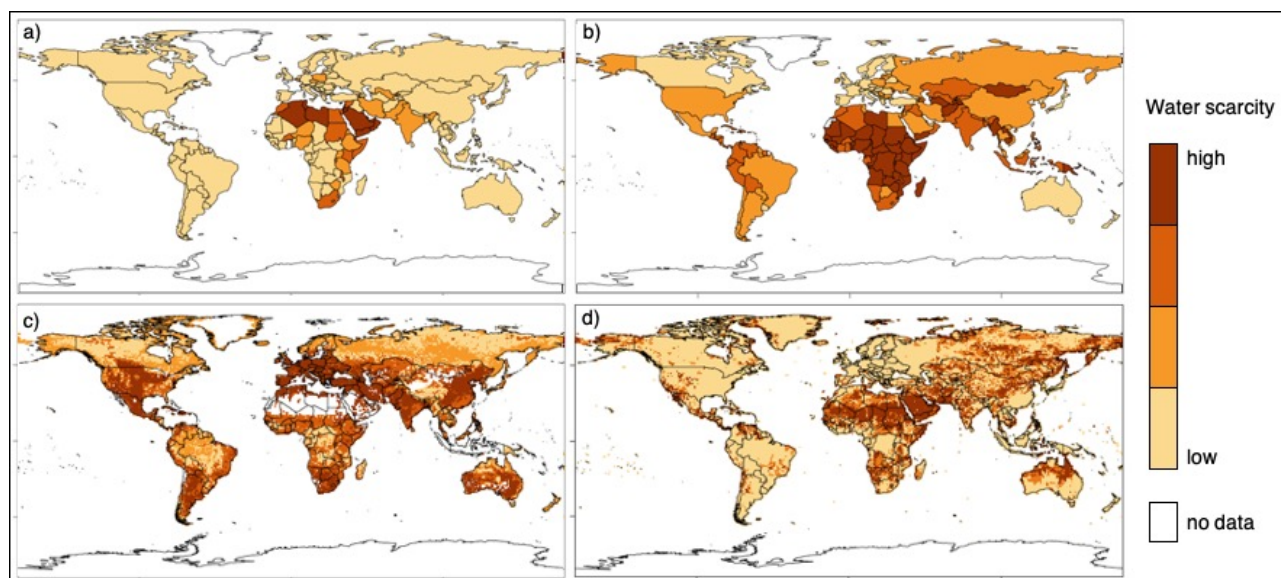 a)
b)
Water scarcity
high
c)
d)
low
no data